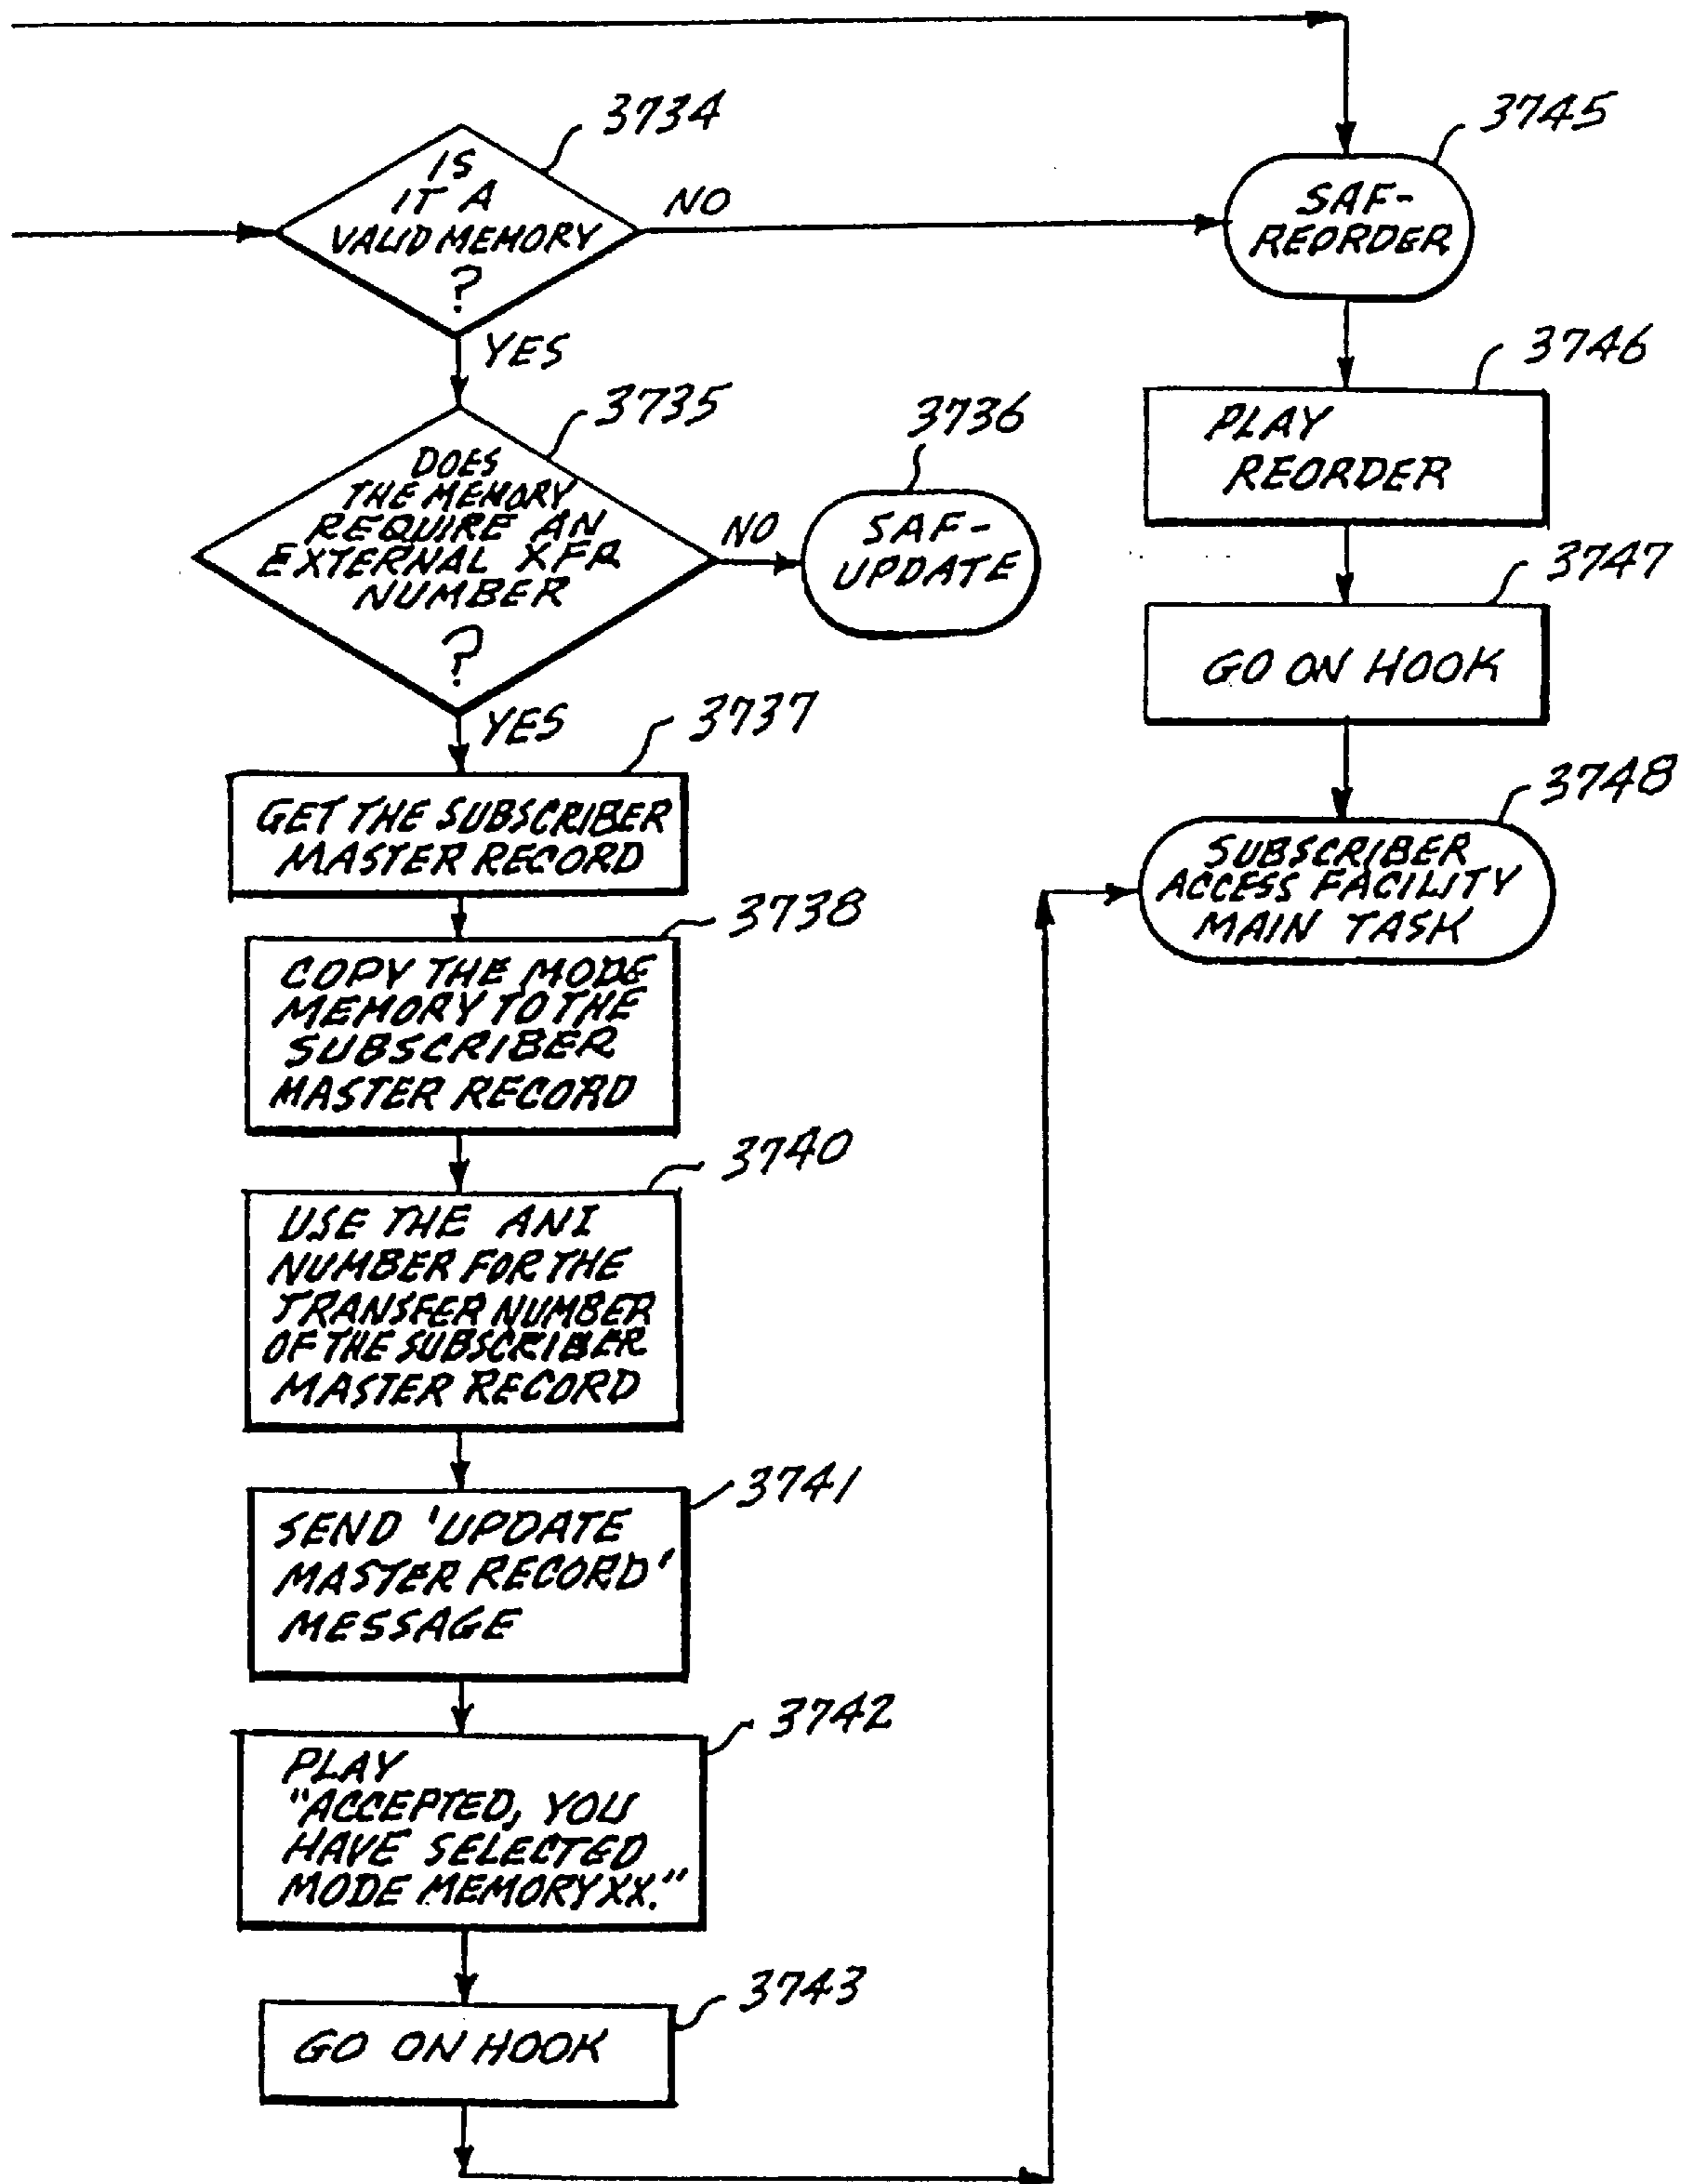 3734
IS
IT A
VALID MEMORY
?
NO
YES
3745
SAF-
REORDER
3746
PLAY
REORDER
3735
DOES
THE MEMORY
REQUIRE AN
EXTERNAL XFR
NUMBER
?
NO
YES
3736
SAF-
UPDATE
3747
GO ON HOOK
3737
GET THE SUBSCRIBER
MASTER RECORD
3748
SUBSCRIBER
ACCESS FACILITY
MAIN TASK
3738
COPY THE MODE
MEMORY TO THE
SUBSCRIBER
MASTER RECORD
3740
USE THE ANI
NUMBER FOR THE
TRANSFER NUMBER
OF THE SUBSCRIBER
MASTER RECORD
3741
SEND 'UPDATE
MASTER RECORD'
MESSAGE
3742
PLAY
"ACCEPTED, YOU
HAVE SELECTED
MODE MEMORY XX."
3743
GO ON HOOK